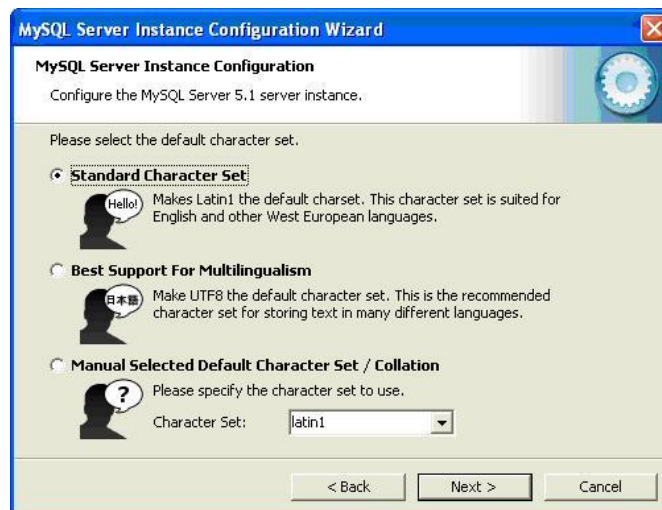 MySQL Server Instance Configuration Wizard
MySQL Server Instance Configuration
Configure the MySQL Server 5.1 server instance.
Please select the default character set.
Standard Character Set
Hello!
Makes Latin1 the default charset. This character set is suited for
English and other West European languages.
Best Support For Multilingualism
日本語
Make UTF8 the default character set. This is the recommended
character set for storing text in many different languages.
Manual Selected Default Character Set / Collation
?
Please specify the character set to use.
Character Set: latin1
< Back Next > Cancel